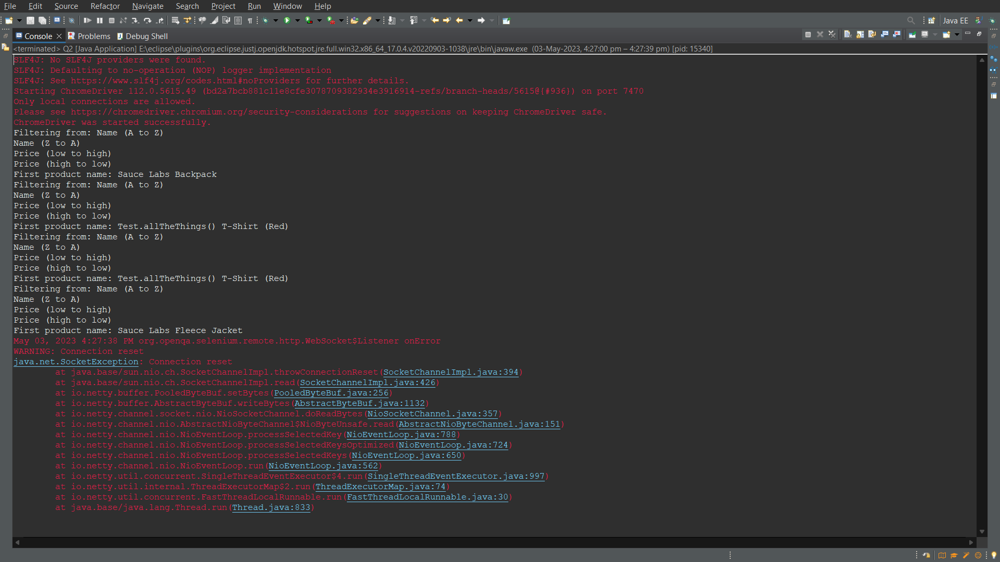 File Edit Source Refactor Navigate Search Project Run Window Help
Java EE
Console Problems Debug Shell
<terminated> Q2 [Java Application] E:\eclipse\plugins\org.eclipse.justj.openjdk.hotspot.jre.full.win32.x86_64_17.0.4.v20220903-1038\jre\bin\javaw.exe (03-May-2023, 4:27:00 pm – 4:27:39 pm) [pid: 15340]
SLF4J: No SLF4J providers were found.
SLF4J: Defaulting to no-operation (NOP) logger implementation
SLF4J: See https://www.slf4j.org/codes.html#noProviders for further details.
Starting ChromeDriver 112.0.5615.49 (bd2a7bcb881c11e8cfe3078709382934e3916914-refs/branch-heads/5615@{#936}) on port 7470
Only local connections are allowed.
Please see https://chromedriver.chromium.org/security-considerations for suggestions on keeping ChromeDriver safe.
ChromeDriver was started successfully.
Filtering from: Name (A to Z)
Name (Z to A)
Price (low to high)
Price (high to low)
First product name: Sauce Labs Backpack
Filtering from: Name (A to Z)
Name (Z to A)
Price (low to high)
Price (high to low)
First product name: Test.allTheThings() T-Shirt (Red)
Filtering from: Name (A to Z)
Name (Z to A)
Price (low to high)
Price (high to low)
First product name: Test.allTheThings() T-Shirt (Red)
Filtering from: Name (A to Z)
Name (Z to A)
Price (low to high)
Price (high to low)
First product name: Sauce Labs Fleece Jacket
May 03, 2023 4:27:38 PM org.openqa.selenium.remote.http.WebSocket$Listener onError
WARNING: Connection reset
java.net.SocketException: Connection reset
at java.base/sun.nio.ch.SocketChannelImpl.throwConnectionReset(SocketChannelImpl.java:394)
at java.base/sun.nio.ch.SocketChannelImpl.read(SocketChannelImpl.java:426)
at io.netty.buffer.PooledByteBuf.setBytes(PooledByteBuf.java:256)
at io.netty.buffer.AbstractByteBuf.writeBytes(AbstractByteBuf.java:1132)
at io.netty.channel.socket.nio.NioSocketChannel.doReadBytes(NioSocketChannel.java:357)
at io.netty.channel.nio.AbstractNioByteChannel$NioByteUnsafe.read(AbstractNioByteChannel.java:151)
at io.netty.channel.nio.NioEventLoop.processSelectedKey(NioEventLoop.java:788)
at io.netty.channel.nio.NioEventLoop.processSelectedKeysOptimized(NioEventLoop.java:724)
at io.netty.channel.nio.NioEventLoop.processSelectedKeys(NioEventLoop.java:650)
at io.netty.channel.nio.NioEventLoop.run(NioEventLoop.java:562)
at io.netty.util.concurrent.SingleThreadEventExecutor$4.run(SingleThreadEventExecutor.java:997)
at io.netty.util.internal.ThreadExecutorMap$2.run(ThreadExecutorMap.java:74)
at io.netty.util.concurrent.FastThreadLocalRunnable.run(FastThreadLocalRunnable.java:30)
at java.base/java.lang.Thread.run(Thread.java:833)